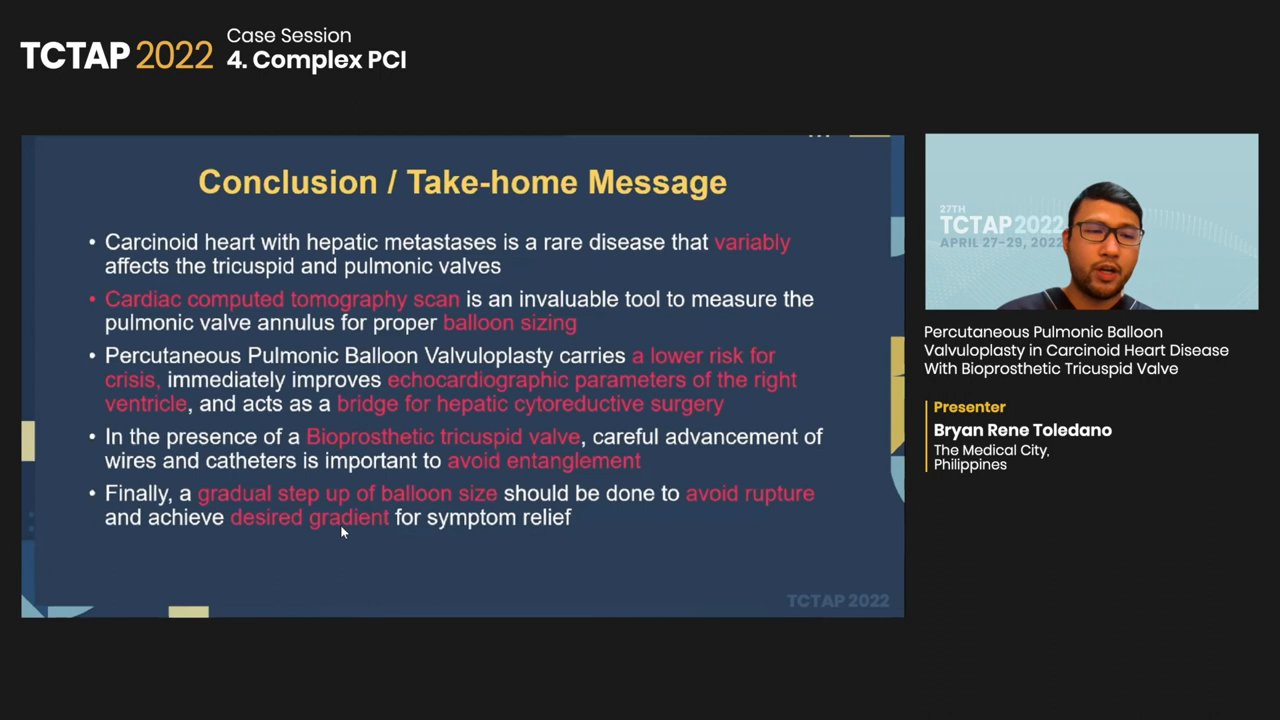 TCTAP 2022
Case Session
4. Complex PCI
Conclusion / Take-home Message
• Carcinoid heart with hepatic metastases is a rare disease that variably
affects the tricuspid and pulmonic valves
• Cardiac computed tomography scan is an invaluable tool to measure the
pulmonic valve annulus for proper balloon sizing
• Percutaneous Pulmonic Balloon Valvuloplasty carries a lower risk for
crisis, immediately improves echocardiographic parameters of the right
ventricle, and acts as a bridge for hepatic cytoreductive surgery
• In the presence of a Bioprosthetic tricuspid valve, careful advancement of
wires and catheters is important to avoid entanglement
• Finally, a gradual step up of balloon size should be done to avoid rupture
and achieve desired gradient for symptom relief
TCTAP 2022
27TH
TCTAP 2022
APRIL 27-29, 2022
Percutaneous Pulmonic Balloon
Valvuloplasty in Carcinoid Heart Disease
With Bioprosthetic Tricuspid Valve
Presenter
Bryan Rene Toledano
The Medical City,
Philippines